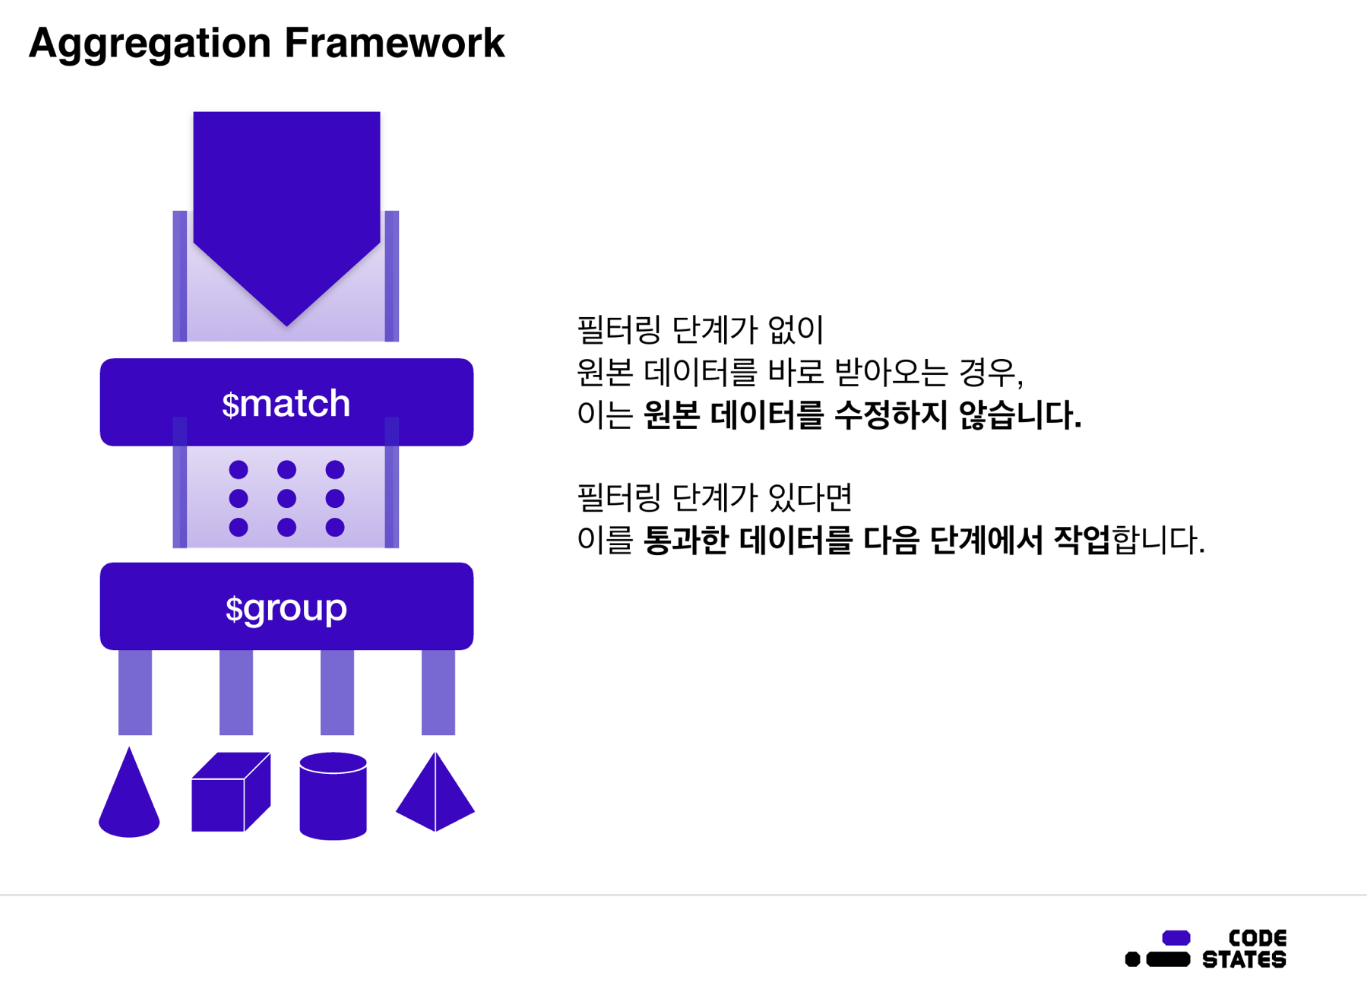 Aggregation Framework
$match
$group
필터링 단계가 없이
원본 데이터를 바로 받아오는 경우,
이는 원본 데이터를 수정하지 않습니다.
필터링 단계가 있다면
이를 통과한 데이터를 다음 단계에서 작업합니다.
CODE
STATES